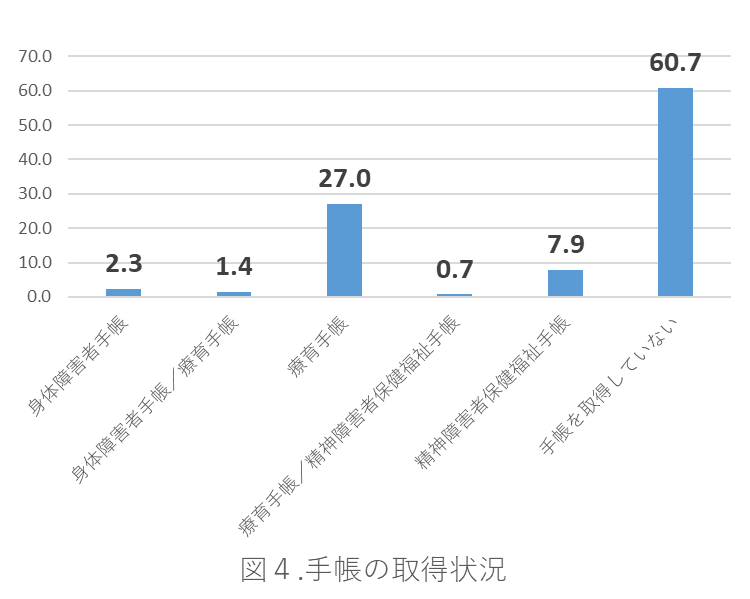 70.0
60.0
50.0
40.0
30.0
20.0
10.0
0.0
2.3
1.4
27.0
0.7
7.9
60.7
身体障害者手帳
身体障害者手帳／療育手帳
療育手帳
療育手帳／精神障害者保健福祉手帳
精神障害者保健福祉手帳
手帳を取得していない
図４.手帳の取得状況